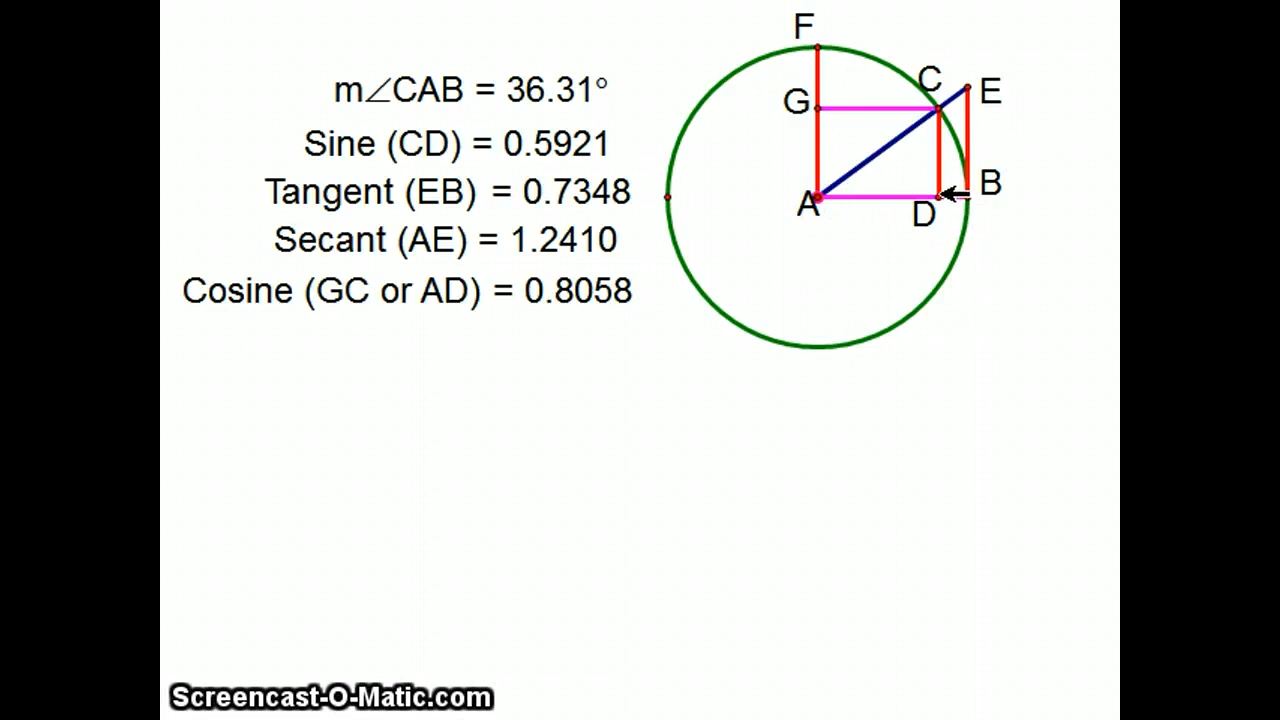 m∠CAB = 36.31°
Sine (CD) = 0.5921
Tangent (EB) = 0.7348
Secant (AE) = 1.2410
Cosine (GC or AD) = 0.8058
F
C
E
G
B
A
D
Screencast-O-Matic.com